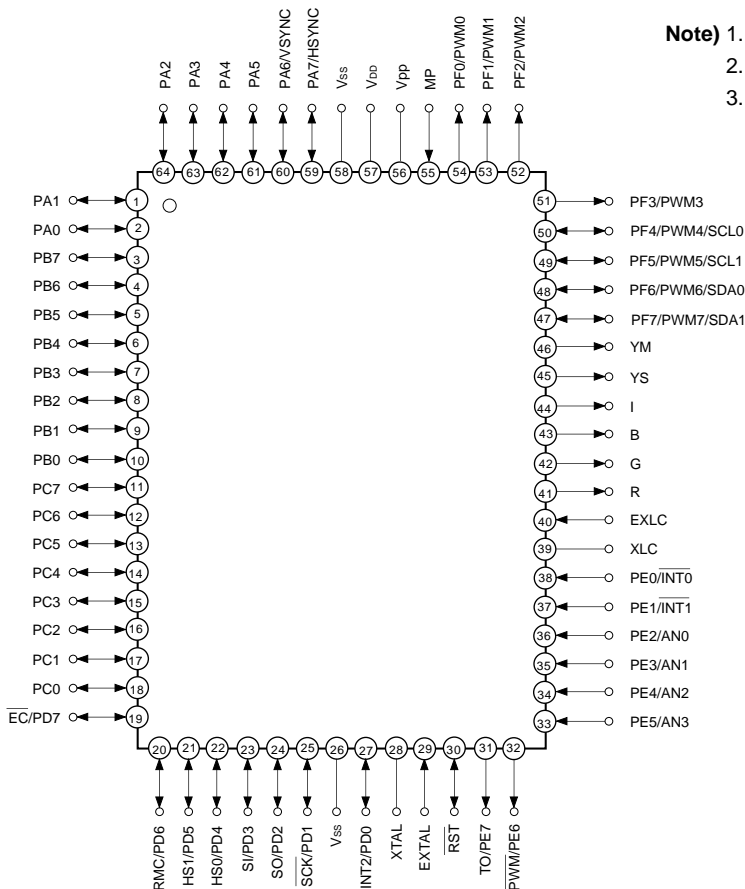 Note) 1.
2.
3.
PA2
PA3
PA4
PA5
PA6/VSYNC
PA7/HSYNC
Vss
VDD
Vpp
MP
PF0/PWM0
PF1/PWM1
PF2/PWM2
64
63
62
61
60
59
58
57
56
55
54
53
52
PA1 1
PA0 2
PB7 3
PB6 4
PB5 5
PB4 6
PB3 7
PB2 8
PB1 9
PB0 10
PC7 11
PC6 12
PC5 13
PC4 14
PC3 15
PC2 16
PC1 17
PC0 18
EC/PD7 19
51 PF3/PWM3
50 PF4/PWM4/SCL0
49 PF5/PWM5/SCL1
48 PF6/PWM6/SDA0
47 PF7/PWM7/SDA1
46 YM
45 YS
44 I
43 B
42 G
41 R
40 EXLC
39 XLC
38 PE0/INT0
37 PE1/INT1
36 PE2/AN0
35 PE3/AN1
34 PE4/AN2
33 PE5/AN3
20
21
22
23
24
25
26
27
28
29
30
31
32
RMC/PD6
HS1/PD5
HS0/PD4
SI/PD3
SO/PD2
SCK/PD1
Vss
INT2/PD0
XTAL
EXTAL
RST
TO/PE7
PWM/PE6